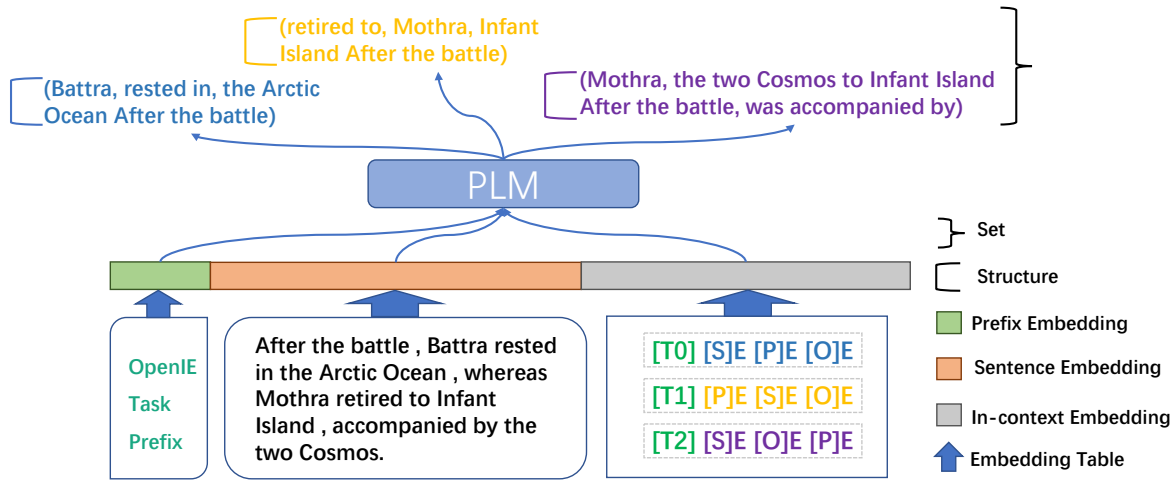 (retired to, Mothra, Infant
Island After the battle)
(Battra, rested in, the Arctic
Ocean After the battle)
(Mothra, the two Cosmos to Infant Island
After the battle, was accompanied by)
PLM
Set
Structure
Prefix Embedding
Sentence Embedding
In-context Embedding
Embedding Table
OpenIE
Task
Prefix
After the battle , Battra rested
in the Arctic Ocean , whereas
Mothra retired to Infant
Island , accompanied by the
two Cosmos.
[T0] [S]E [P]E [O]E
[T1] [P]E [S]E [O]E
[T2] [S]E [O]E [P]E